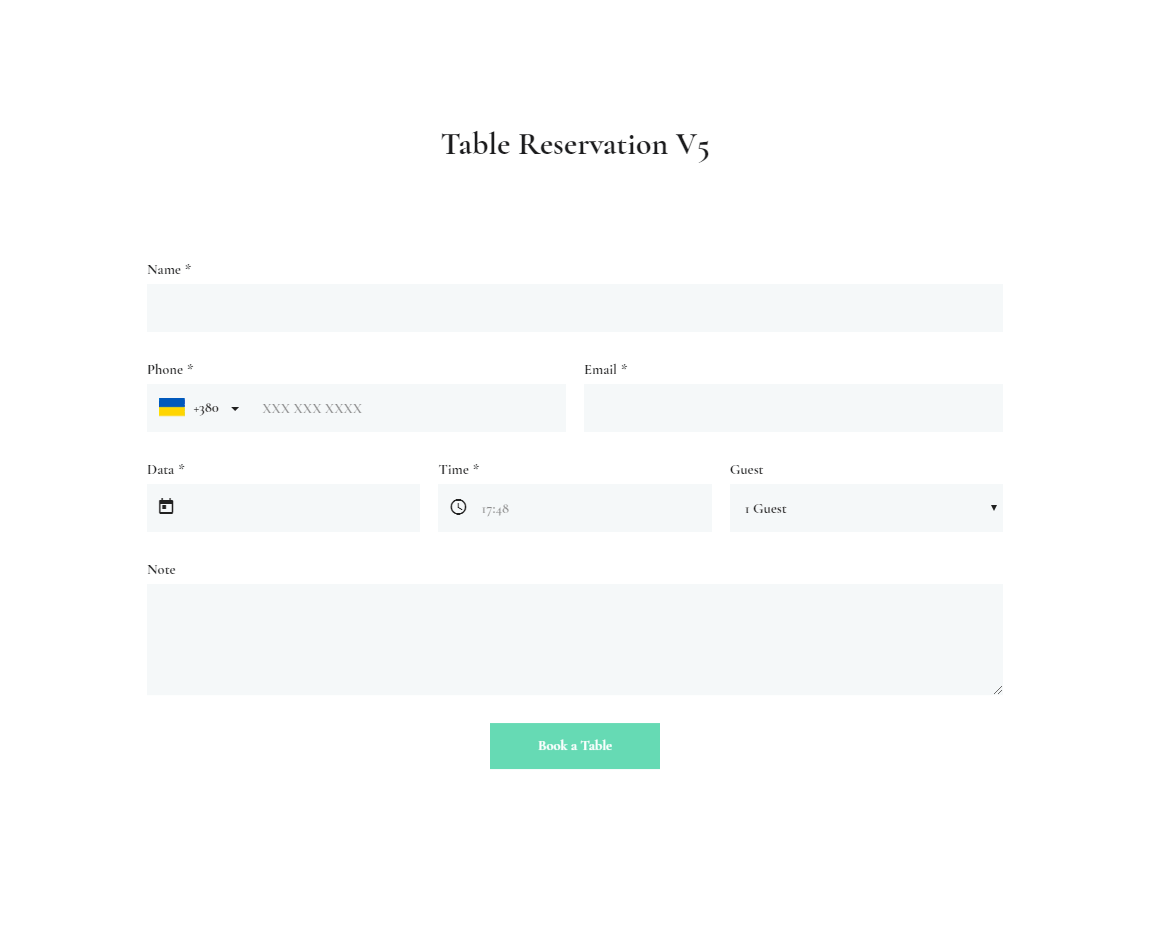 Table Reservation V5
Name *
Phone * Email *
+380 XXX XXX XXXX
Data * Time * Guest
17:48 1 Guest
Note
Book a Table